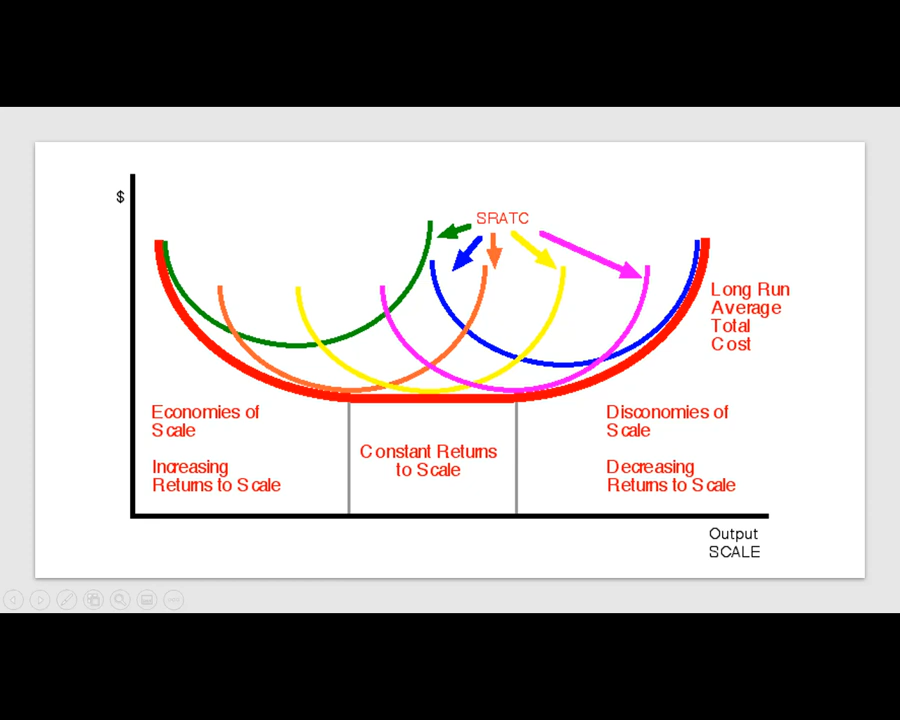 $
SRATC
Long Run
Average
Total
Cost
Economies of
Scale
Increasing
Returns to Scale
Constant Returns
to Scale
Disconomies of
Scale
Decreasing
Returns to Scale
Output
SCALE